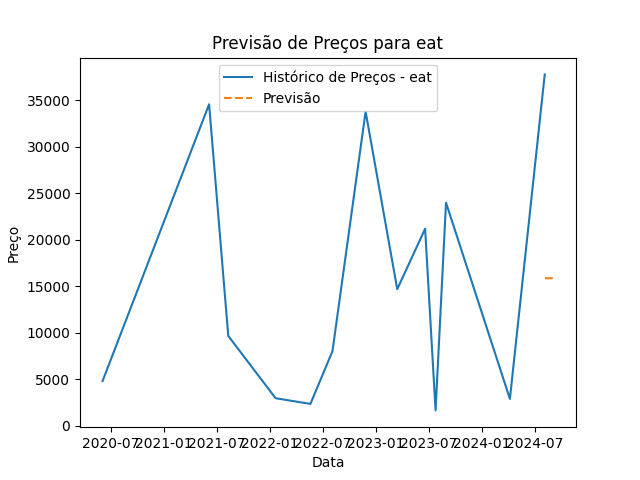 Previsão de Preços para eat
Histórico de Preços - eat
Previsão
Preço
35000
30000
25000
20000
15000
10000
5000
0
2020-07 2021-01 2021-07 2022-01 2022-07 2023-01 2023-07 2024-01 2024-07
Data